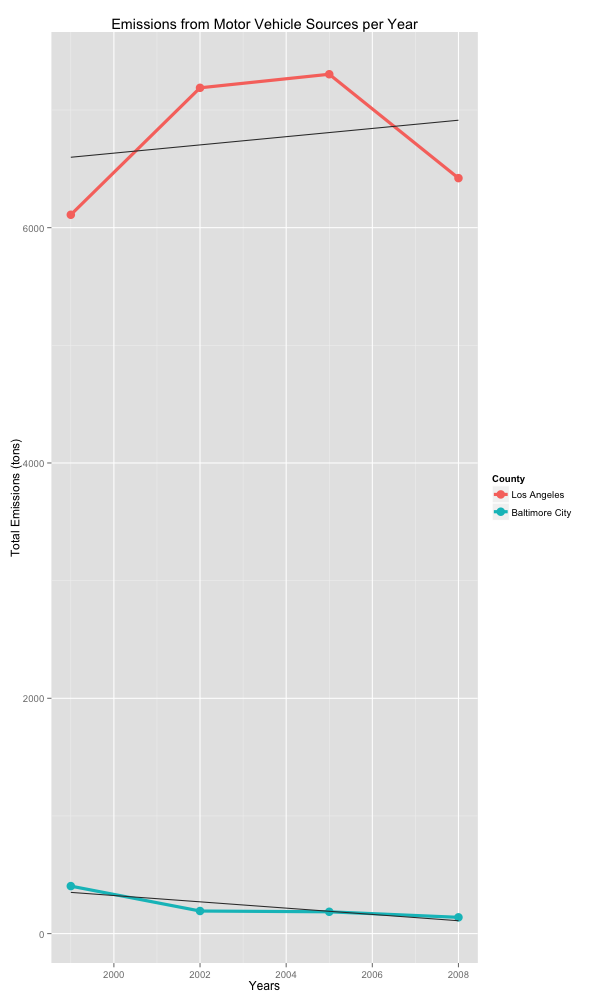 Emissions from Motor Vehicle Sources per Year
6000
4000
2000
0
Total Emissions (tons)
2000 2002 2004 2006 2008
Years
County
Los Angeles
Baltimore City